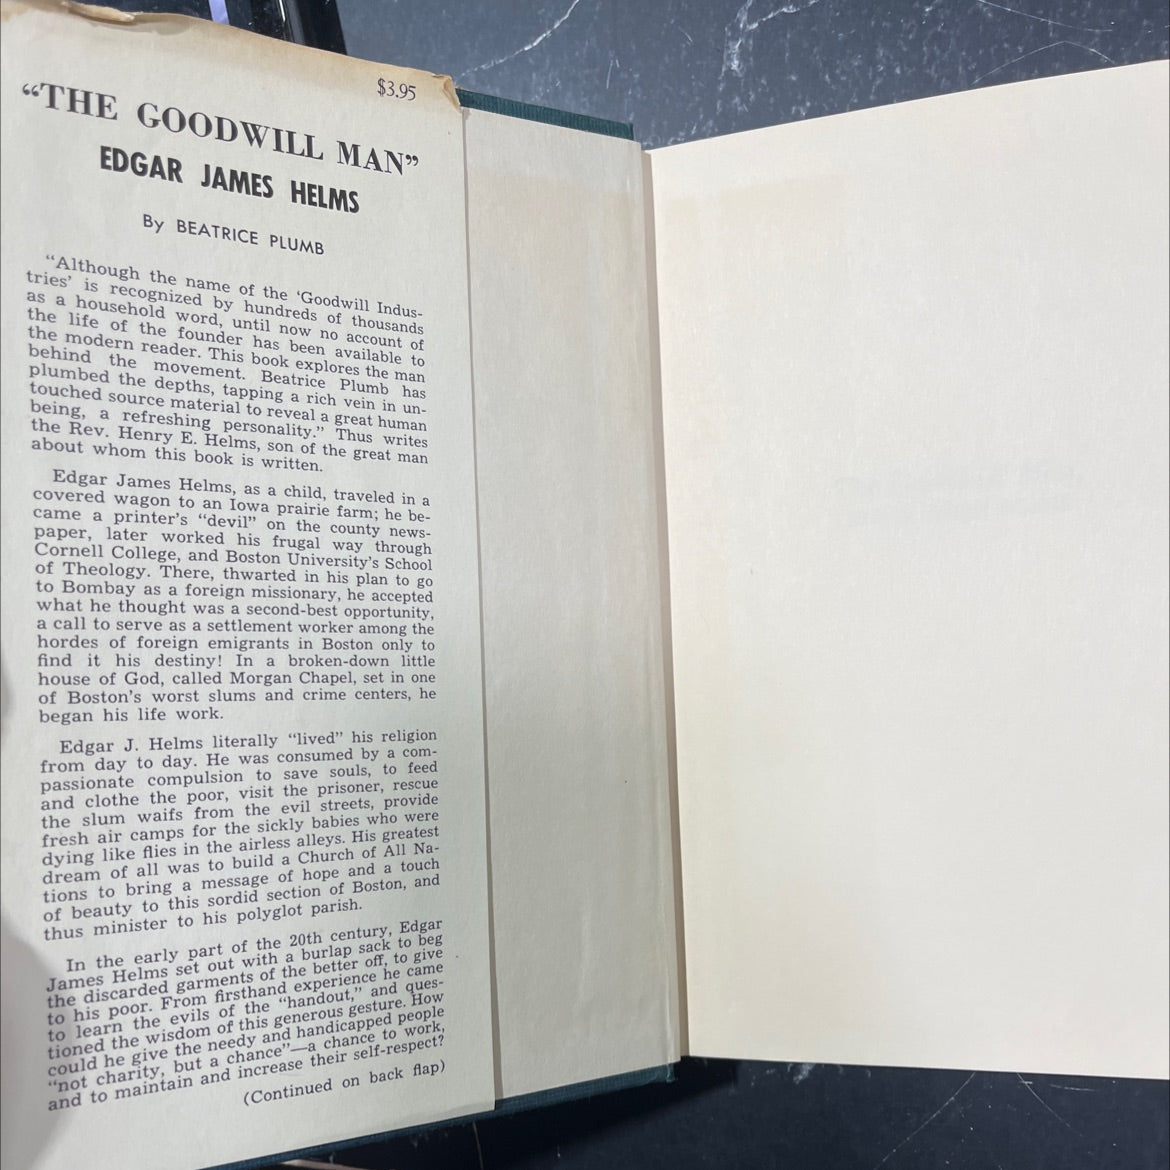 $3.95
“THE GOODWILL MAN”
EDGAR JAMES HELMS
By BEATRICE PLUMB
“Although the name of the ‘Goodwill Indus-
tries’ is recognized by hundreds of thousands
as a household word, until now no account of
the life of the founder has been available to
the modern reader. This book explores the man
behind the movement. Beatrice Plumb has
plumbed the depths, tapping a rich vein in un-
touched source material to reveal a great human
being, a refreshing personality.” Thus writes
the Rev. Henry E. Helms, son of the great man
about whom this book is written.
Edgar James Helms, as a child, traveled in a
covered wagon to an Iowa prairie farm; he be-
came a printer’s “devil” on the county news-
paper, later worked his frugal way through
Cornell College, and Boston University’s School
of Theology. There, thwarted in his plan to go
to Bombay as a foreign missionary, he accepted
what he thought was a second-best opportunity,
a call to serve as a settlement worker among the
hordes of foreign emigrants in Boston only to
find it his destiny! In a broken-down little
house of God, called Morgan Chapel, set in one
of Boston’s worst slums and crime centers, he
began his life work.
Edgar J. Helms literally “lived” his religion
from day to day. He was consumed by a com-
passionate compulsion to save souls, to feed
and clothe the poor, visit the prisoner, rescue
the slum waifs from the evil streets, provide
fresh air camps for the sickly babies who were
dying like flies in the airless alleys. His greatest
dream of all was to build a Church of All Na-
tions to bring a message of hope and a touch
of beauty to this sordid section of Boston, and
thus minister to his polyglot parish.
In the early part of the 20th century, Edgar
James Helms set out with a burlap sack to beg
the discarded garments of the better off, to give
to his poor. From firsthand experience he came
to learn the evils of the “handout,” and ques-
tioned the wisdom of this generous gesture. How
could he give the needy and handicapped people
“not charity, but a chance”—a chance to work,
and to maintain and increase their self-respect?
(Continued on back flap)